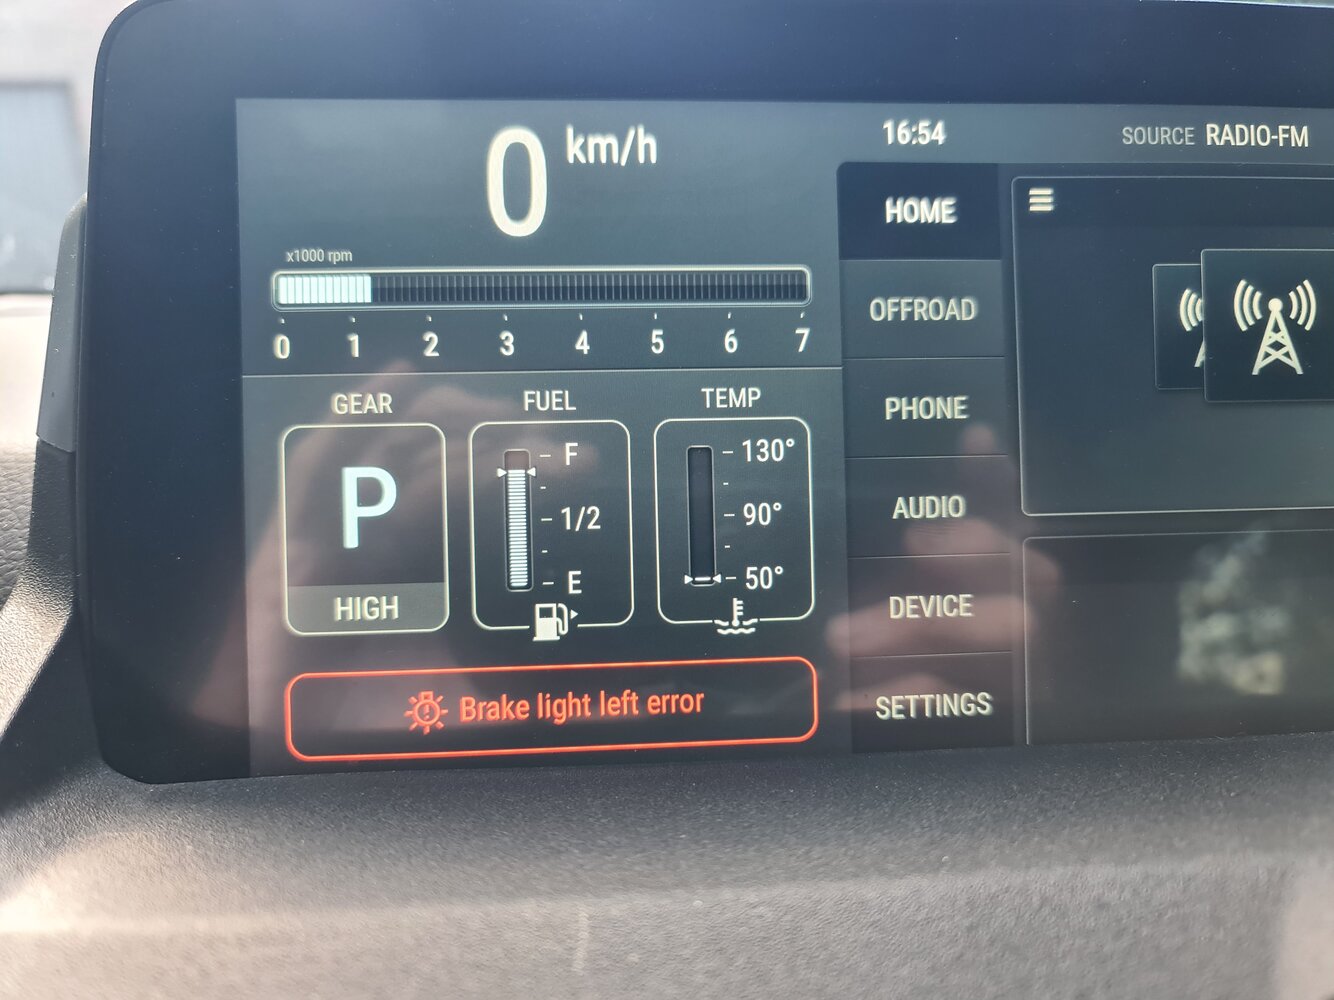 0 km/h
x1000 rpm
0 1 2 3 4 5 6 7
GEAR
P
HIGH
FUEL
F
1/2
E
TEMP
130°
90°
50°
Brake light left error
16:54
SOURCE RADIO-FM
HOME
OFFROAD
PHONE
AUDIO
DEVICE
SETTINGS